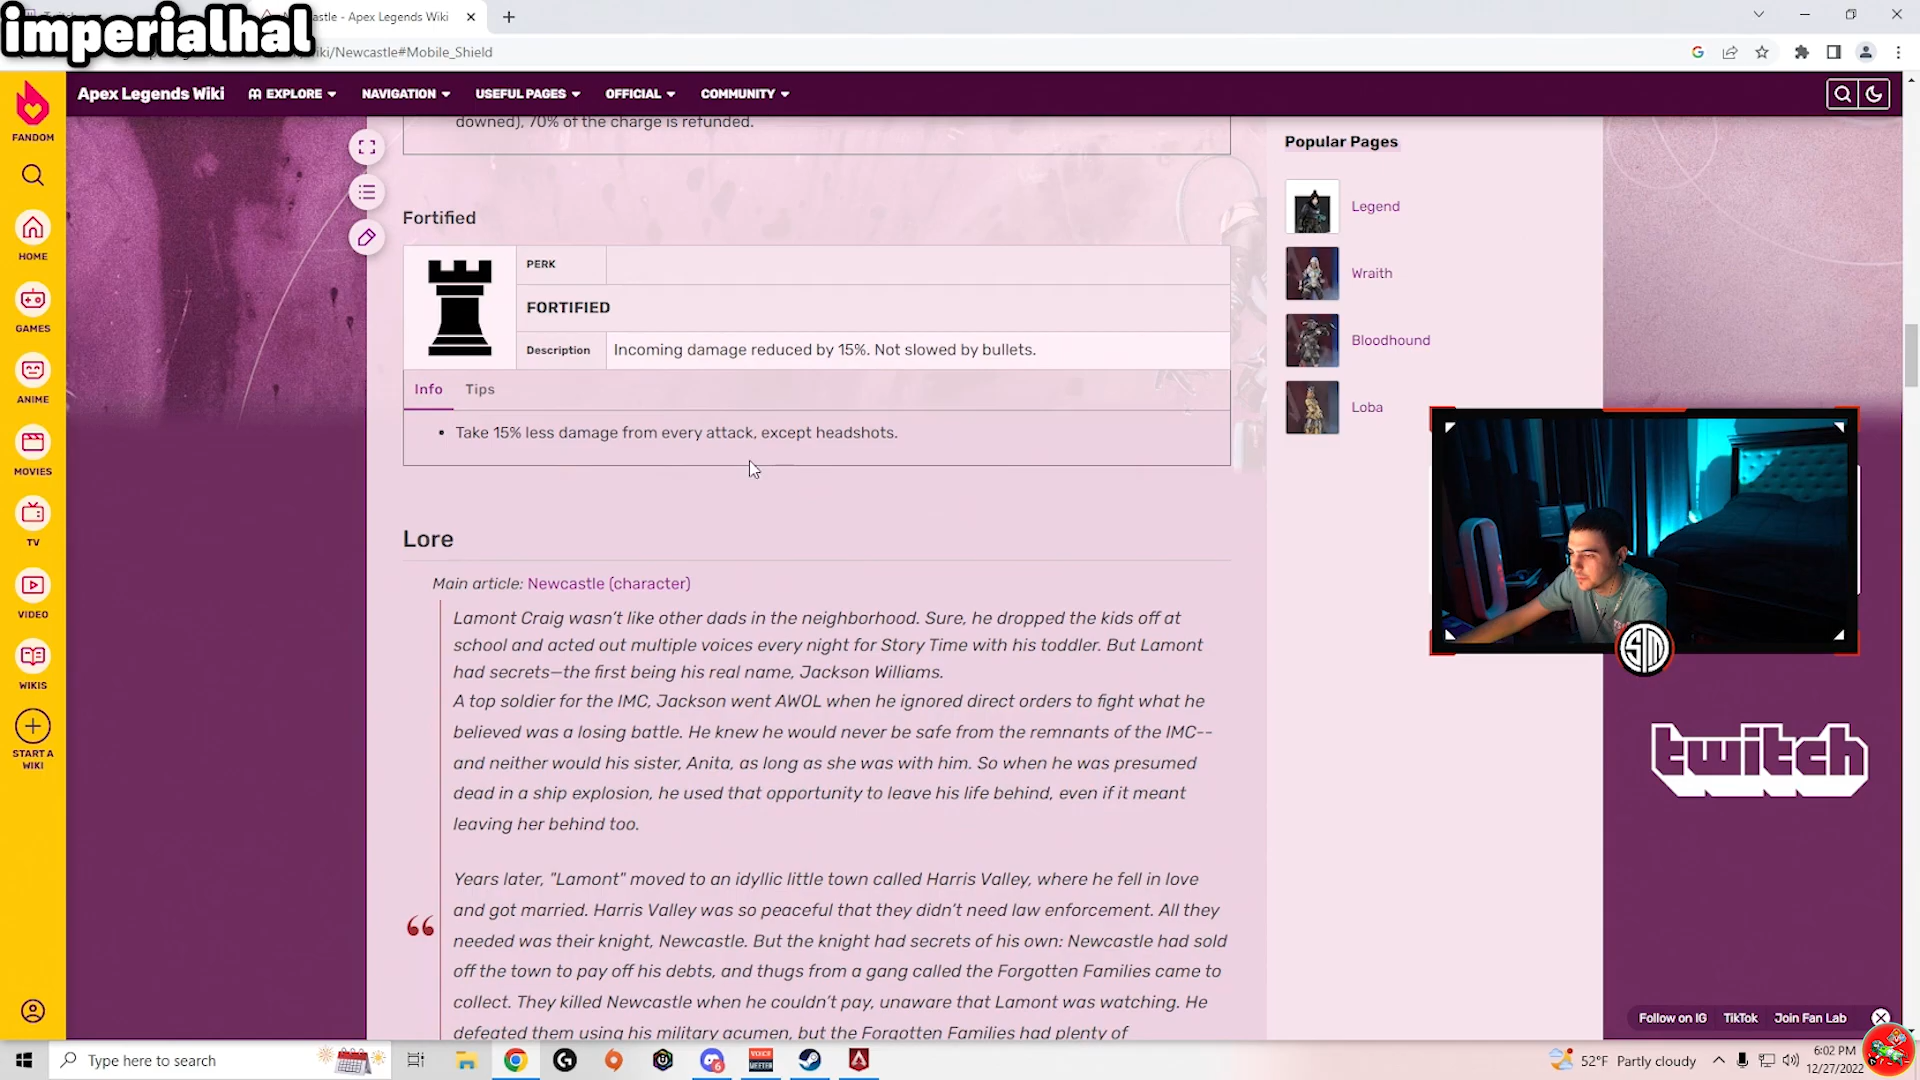 imperialhal
stle - Apex Legends Wiki
iki/Newcastle#Mobile_Shield
FANDOM
Apex Legends Wiki
EXPLORE
NAVIGATION
USEFUL PAGES
OFFICIAL
COMMUNITY
HOME
GAMES
ANIME
MOVIES
TV
VIDEO
WIKIS
START A
WIKI
downed), 70% of the charge is refunded.
Fortified
PERK
FORTIFIED
Description
Incoming damage reduced by 15%. Not slowed by bullets.
Info
Tips
• Take 15% less damage from every attack, except headshots.
Lore
Main article: Newcastle (character)
Lamont Craig wasn't like other dads in the neighborhood. Sure, he dropped the kids off at
school and acted out multiple voices every night for Story Time with his toddler. But Lamont
had secrets—the first being his real name, Jackson Williams.
A top soldier for the IMC, Jackson went AWOL when he ignored direct orders to fight what he
believed was a losing battle. He knew he would never be safe from the remnants of the IMC--
and neither would his sister, Anita, as long as she was with him. So when he was presumed
dead in a ship explosion, he used that opportunity to leave his life behind, even if it meant
leaving her behind too.
Years later, "Lamont" moved to an idyllic little town called Harris Valley, where he fell in love
and got married. Harris Valley was so peaceful that they didn't need law enforcement. All they
needed was their knight, Newcastle. But the knight had secrets of his own: Newcastle had sold
off the town to pay off his debts, and thugs from a gang called the Forgotten Families came to
collect. They killed Newcastle when he couldn't pay, unaware that Lamont was watching. He
defeated them using his military acumen, but the Forgotten Families had plenty of
Popular Pages
Legend
Wraith
Bloodhound
Loba
TSM
twitch
Follow on IG
TikTok
Join Fan Lab
Type here to search
VOICE
MEETER
52°F Partly cloudy
6:02 PM
12/27/2022